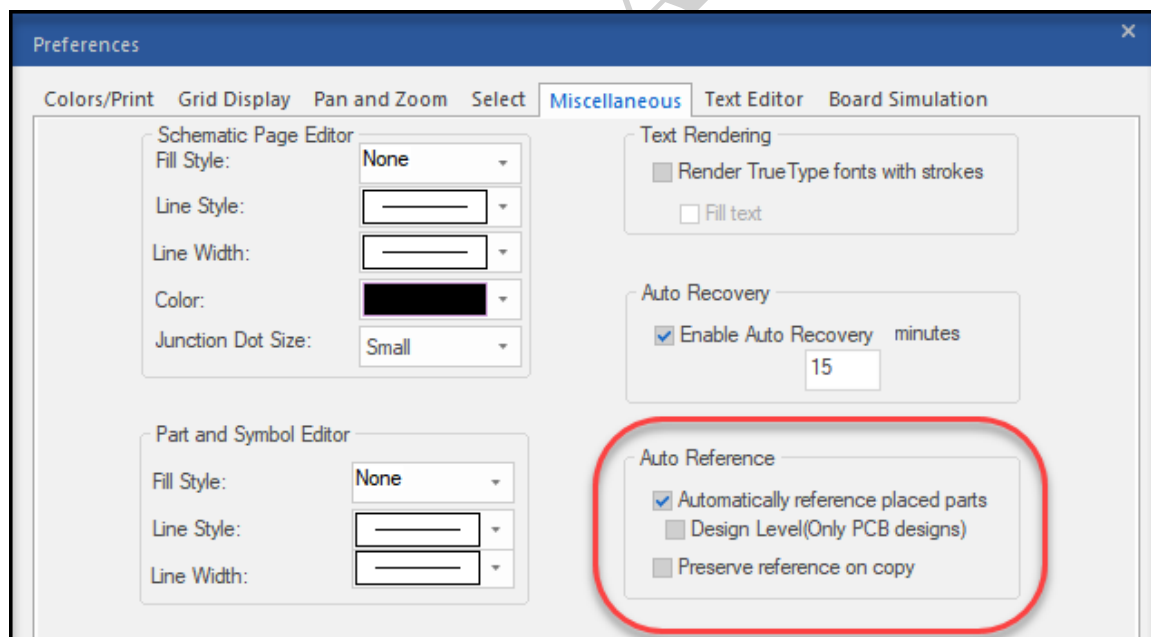 Preferences
Colors/Print Grid Display Pan and Zoom Select Miscellaneous Text Editor Board Simulation
Schematic Page Editor
Fill Style: None
Line Style:
Line Width:
Color:
Junction Dot Size: Small
Part and Symbol Editor
Fill Style: None
Line Style:
Line Width:
Text Rendering
Render TrueType fonts with strokes
Fill text
Auto Recovery
Enable Auto Recovery minutes
15
Auto Reference
Automatically reference placed parts
Design Level(Only PCB designs)
Preserve reference on copy